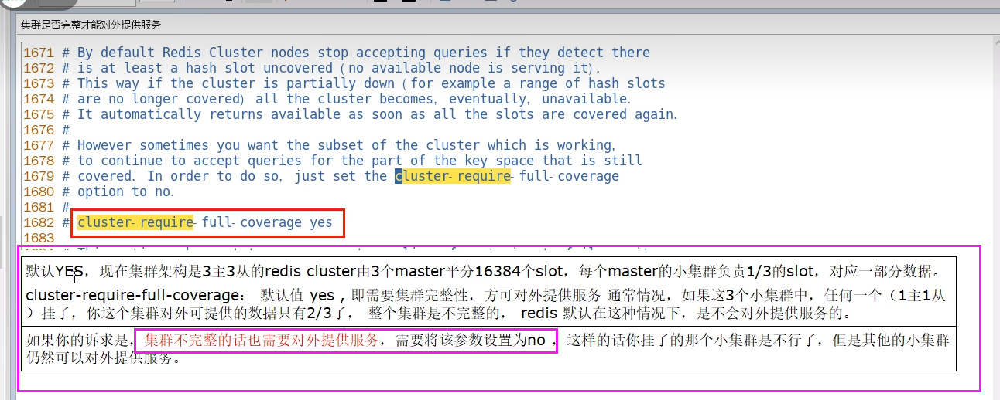 集群是否完整才能对外提供服务
1671 # By default Redis Cluster nodes stop accepting queries if they detect there
1672 # is at least a hash slot uncovered (no available node is serving it).
1673 # This way if the cluster is partially down (for example a range of hash slots
1674 # are no longer covered) all the cluster becomes, eventually, unavailable.
1675 # It automatically returns available as soon as all the slots are covered again.
1676 #
1677 # However sometimes you want the subset of the cluster which is working,
1678 # to continue to accept queries for the part of the key space that is still
1679 # covered. In order to do so, just set the cluster-require-full-coverage
1680 # option to no.
1681 #
1682 # cluster-require-full-coverage yes
1683
默认YES，现在集群架构是3主3从的redis cluster由3个master平分16384个slot，每个master的小集群负责1/3的slot，对应一部分数据。
cluster-require-full-coverage： 默认值 yes , 即需要集群完整性，方可对外提供服务 通常情况，如果这3个小集群中，任何一个（1主1从
）挂了，你这个集群对外可提供的数据只有2/3了， 整个集群是不完整的， redis 默认在这种情况下，是不会对外提供服务的。
如果你的诉求是，集群不完整的话也需要对外提供服务，需要将该参数设置为no ，这样的话你挂了的那个小集群是不行了，但是其他的小集群
仍然可以对外提供服务。